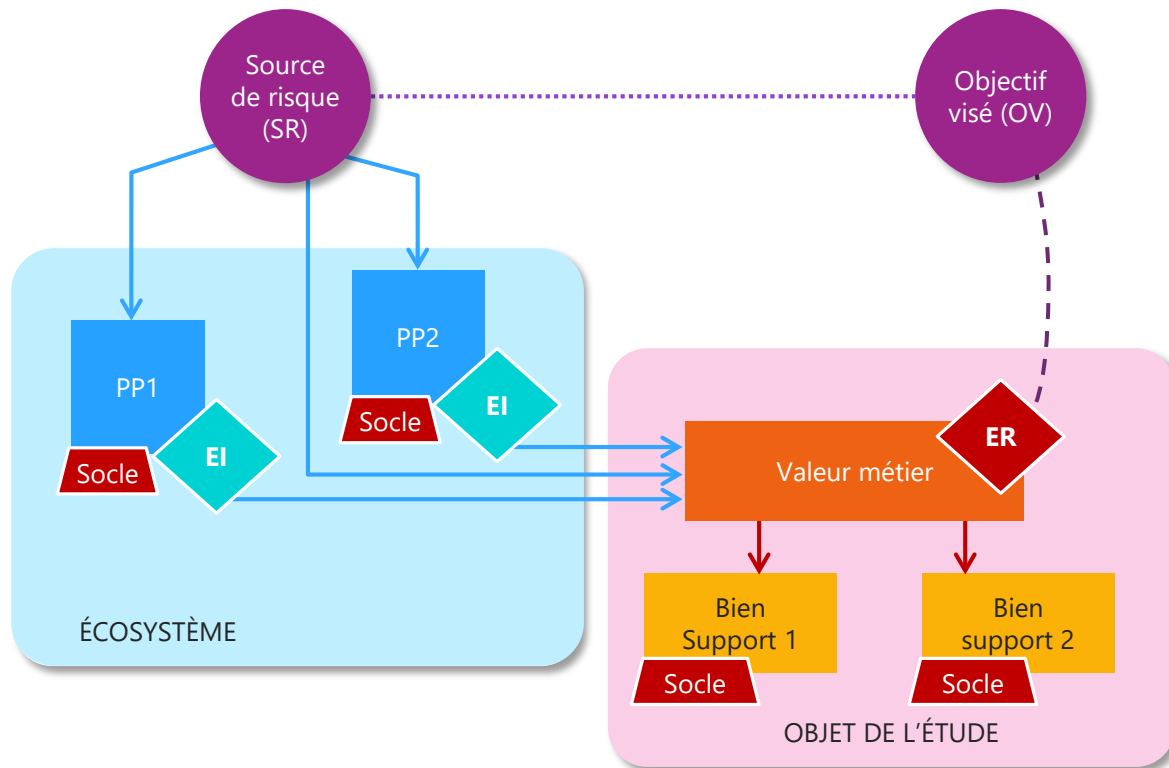 Source
de risque
(SR)
Objectif
visé (OV)
PP2
EI
Socle
PP1
EI
Socle
ER
Valeur métier
Bien
Support 1
Socle
Bien
support 2
Socle
ÉCOSYSTÈME
OBJET DE L’ÉTUDE